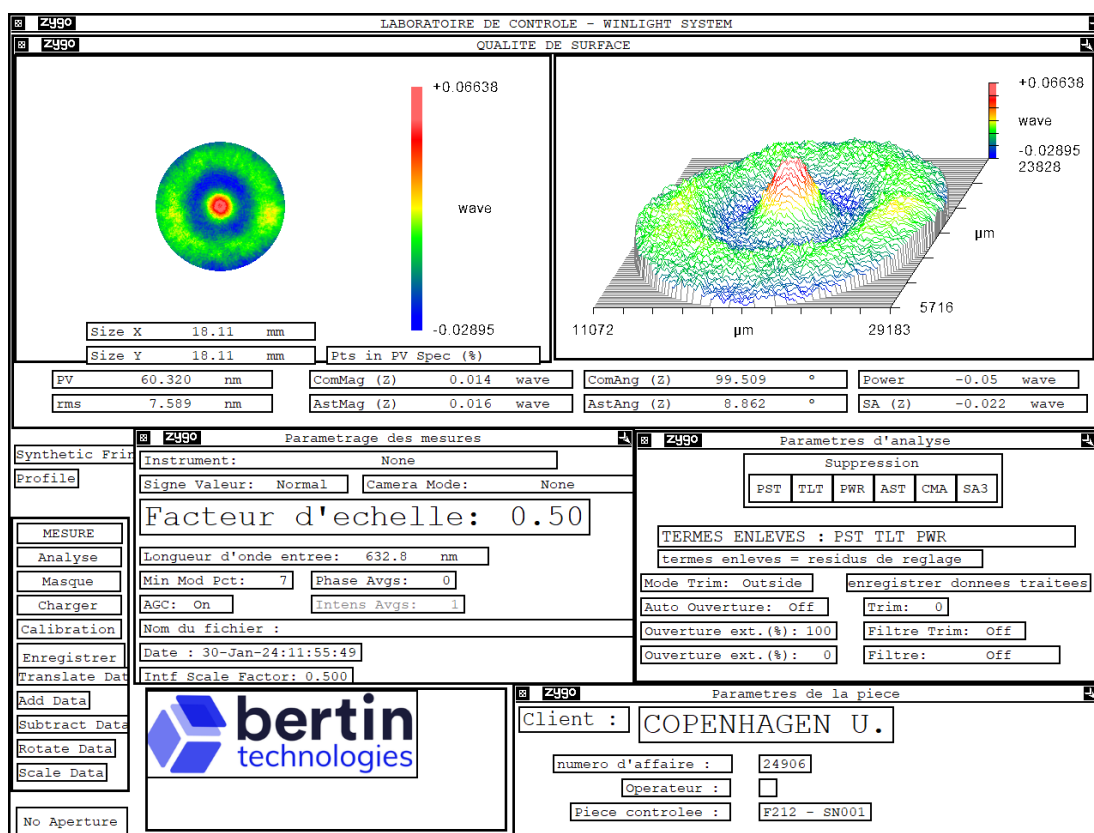 zygo LABORATOIRE DE CONTROLE - WINLIGHT SYSTEM
zygo QUALITE DE SURFACE
+0.06638
wave
-0.02895
Size X 18.11 mm
Size Y 18.11 mm
Pts in PV Spec (%)
+0.06638
wave
-0.02895
23828
µm
5716
11072 µm 29183
PV 60.320 nm
ComMag (Z) 0.014 wave
ComAng (Z) 99.509 °
Power -0.05 wave
rms 7.589 nm
AstMag (Z) 0.016 wave
AstAng (Z) 8.862 °
SA (Z) -0.022 wave
Synthetic Frin
Profile
MESURE
Analyse
Masque
Charger
Calibration
Enregistrer
Translate Dat
Add Data
Subtract Data
Rotate Data
Scale Data
No Aperture
zygo Parametrage des mesures
Instrument: None
Signe Valeur: Normal Camera Mode: None
Facteur d'echelle: 0.50
Longueur d'onde entree: 632.8 nm
Min Mod Pct: 7 Phase Avgs: 0
AGC: On Intens Avgs: 1
Nom du fichier :
Date : 30-Jan-24:11:55:49
Intf Scale Factor: 0.500
zygo Parametres d'analyse
Suppression
PST TLT PWR AST CMA SA3
TERMES ENLEVES : PST TLT PWR
termes enleves = residus de reglage
Mode Trim: Outside enregistrer donnees traitees
Auto Ouverture: Off Trim: 0
Ouverture ext.(%): 100 Filtre Trim: Off
Ouverture ext.(%): 0 Filtre: Off
bertin
technologies
zygo Parametres de la piece
Client : COPENHAGEN U.
numero d'affaire : 24906
Operateur :
Piece controlee : F212 - SN001